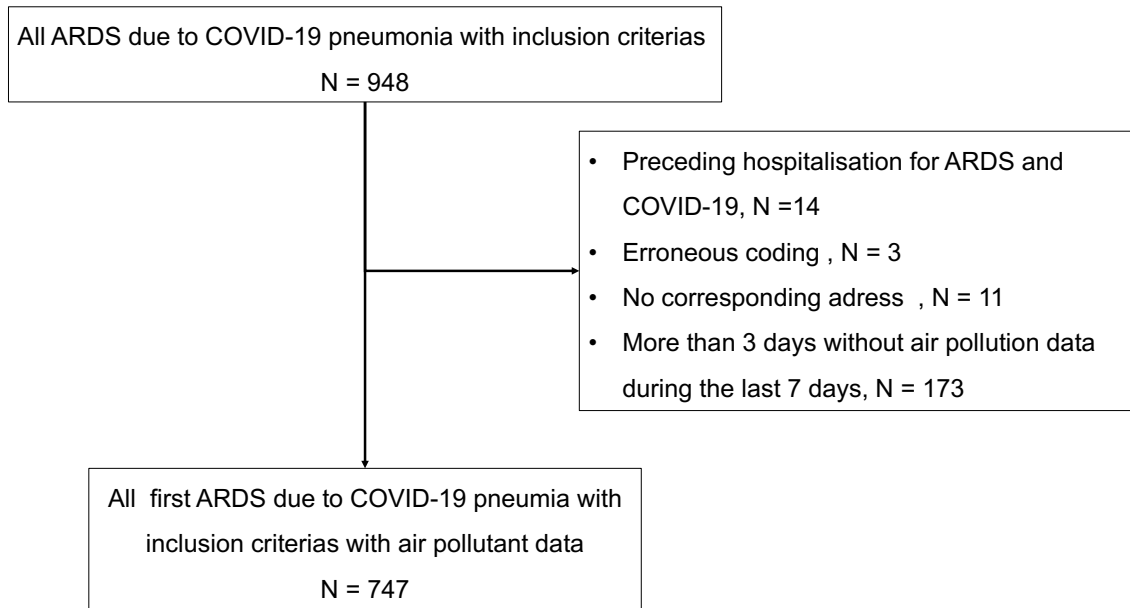 All ARDS due to COVID-19 pneumonia with inclusion criterias
N = 948
• Preceding hospitalisation for ARDS and
COVID-19, N =14
• Erroneous coding , N = 3
• No corresponding adress , N = 11
• More than 3 days without air pollution data
during the last 7 days, N = 173
All first ARDS due to COVID-19 pneumia with
inclusion criterias with air pollutant data
N = 747